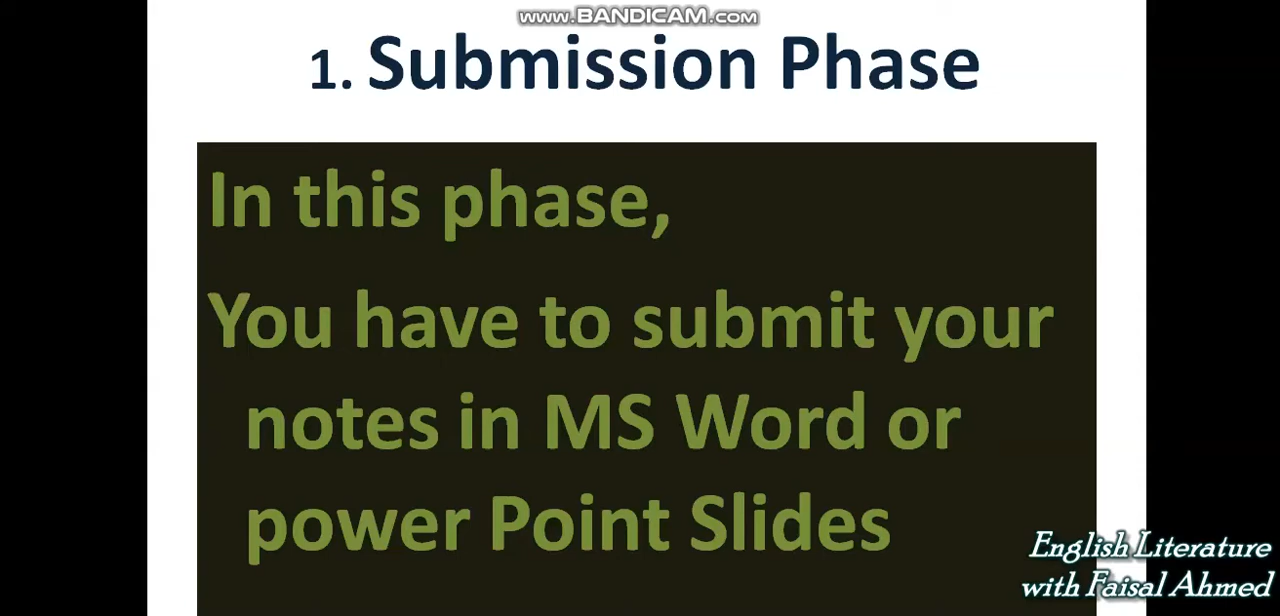 www.BANDICAM.com
1. Submission Phase
In this phase,
You have to submit your
notes in MS Word or
power Point Slides
English Literature
with Faisal Ahmed